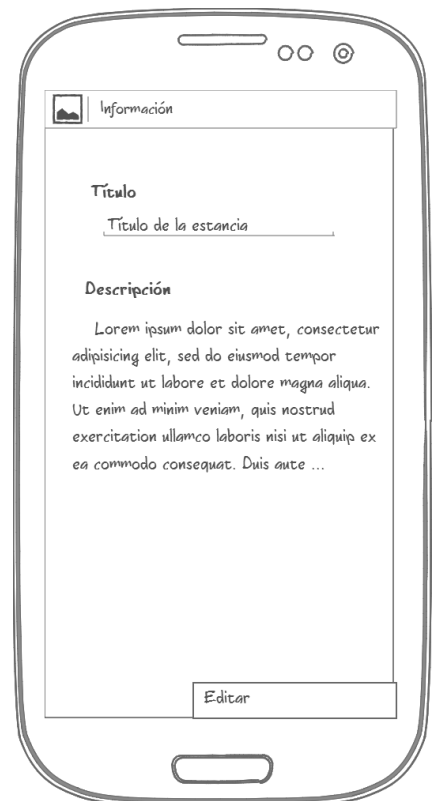 Información
Título
Título de la estancia
Descripción
Lorem ipsum dolor sit amet, consectetur
adipisicing elit, sed do eiusmod tempor
incididunt ut labore et dolore magna aliqua.
Ut enim ad minim veniam, quis nostrud
exercitation ullamco laboris nisi ut aliquip ex
ea commodo consequat. Duis aute ...
Editar